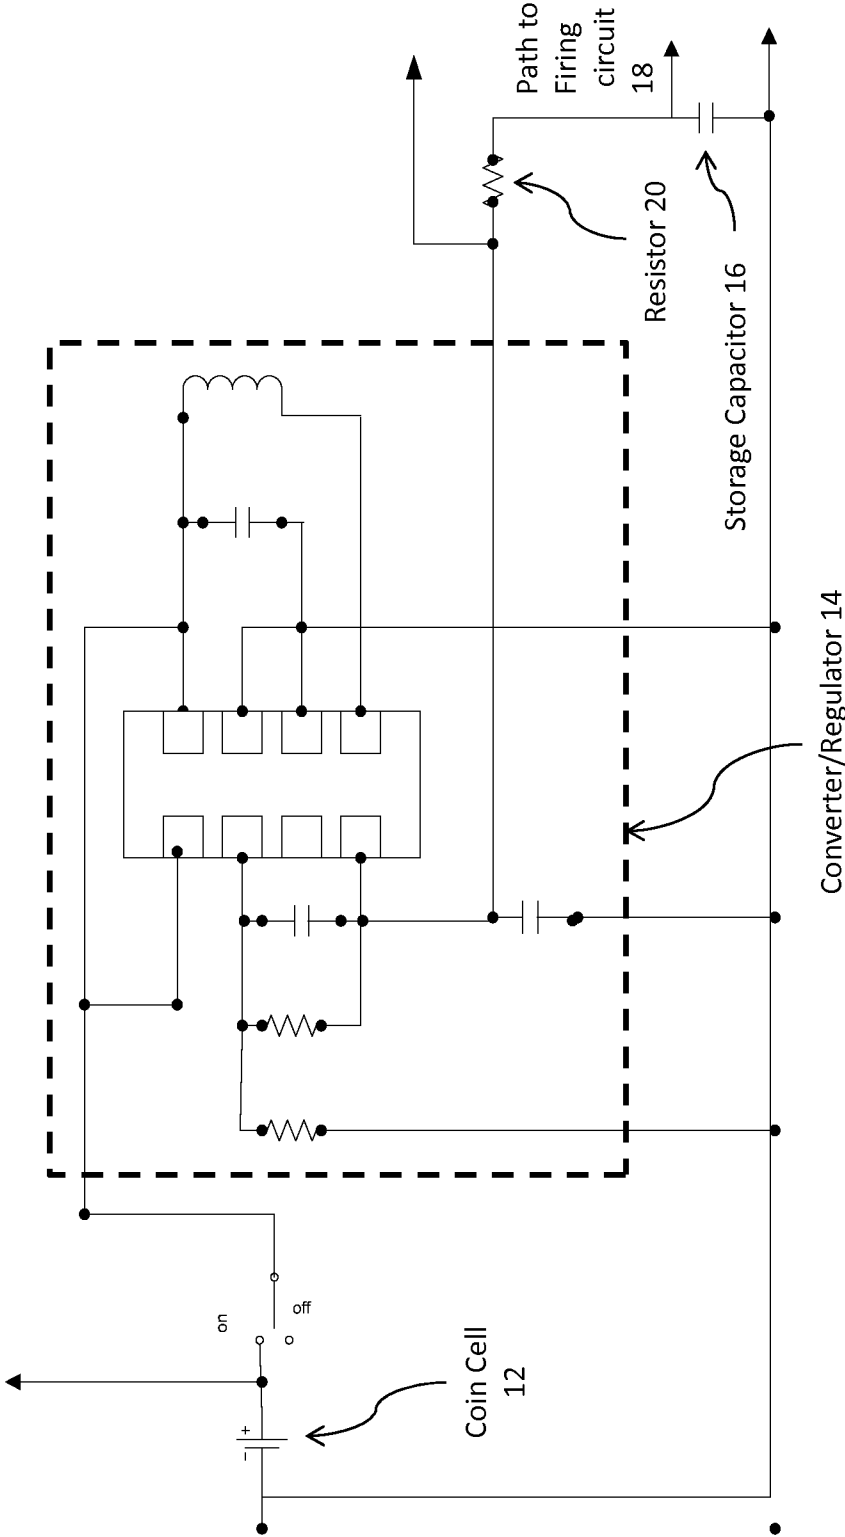 Path to
Firing
circuit
18
Resistor 20
Storage Capacitor 16
Converter/Regulator 14
on
off
Coin Cell
12
+
−